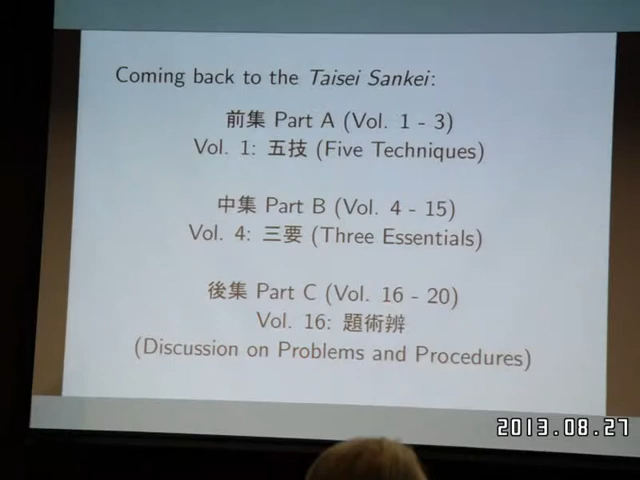 Coming back to the Taisei Sankei:
前集 Part A (Vol. 1 - 3)
Vol. 1: 五技 (Five Techniques)
中集 Part B (Vol. 4 - 15)
Vol. 4: 三要 (Three Essentials)
後集 Part C (Vol. 16 - 20)
Vol. 16: 題術辨
(Discussion on Problems and Procedures)
2013.08.27